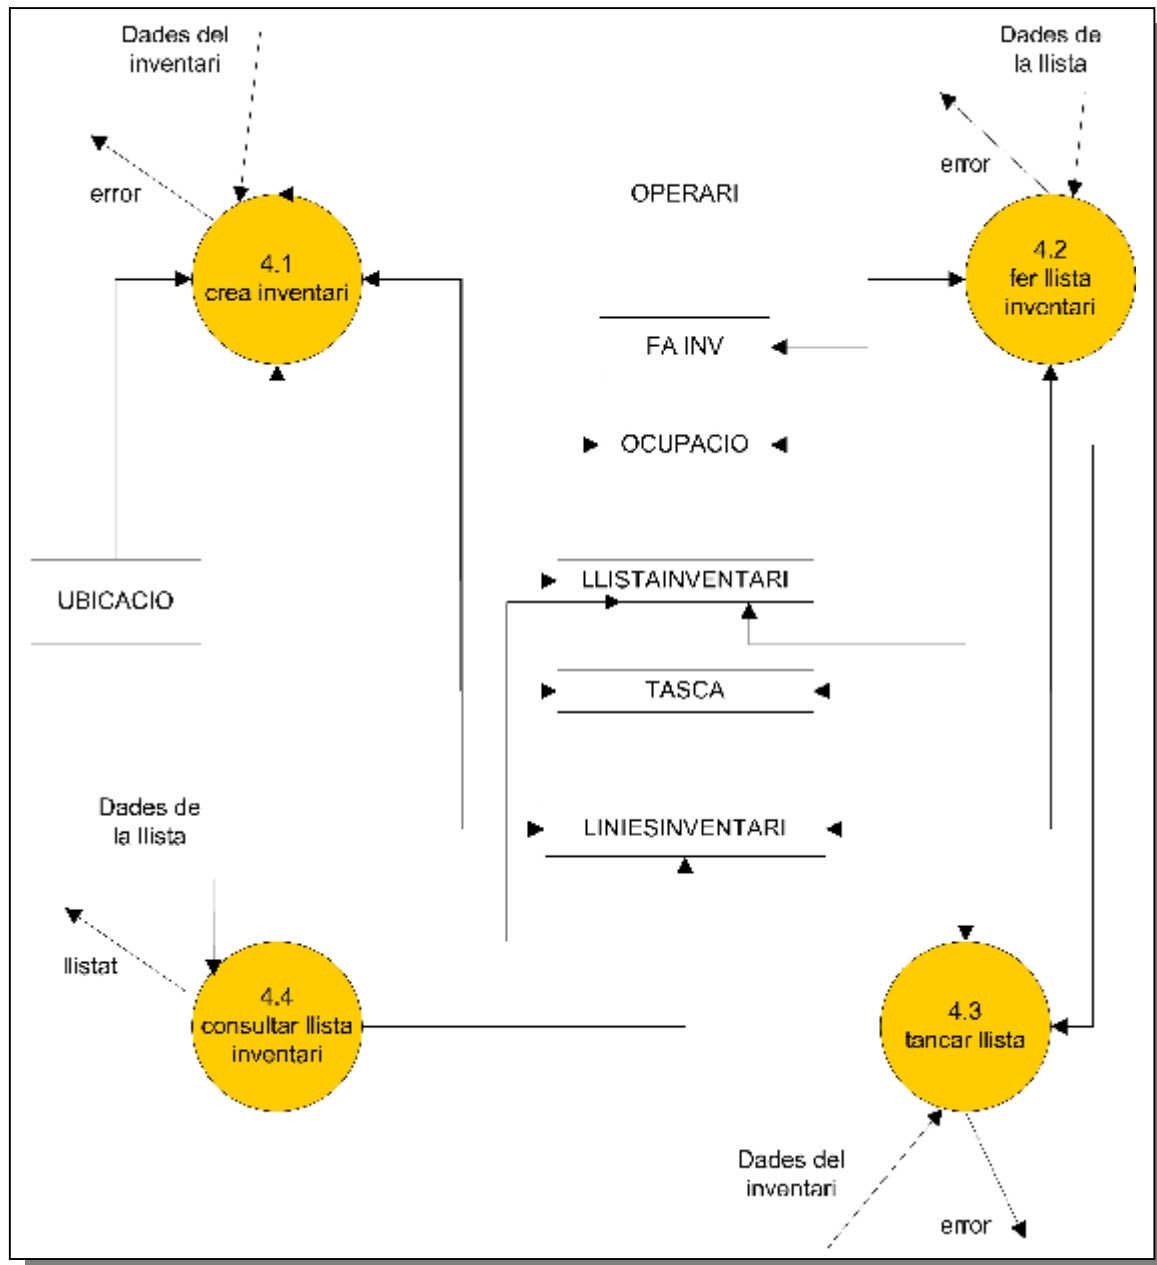 Dades del
inventari
Dades de
la llista
error
error
OPERARI
4.1
crea inventari
4.2
fer llista
inventari
FA INV
OCUPACIO
LLISTAINVENTARI
UBICACIO
TASCA
Dades de
la llista
LINIESINVENTARI
llistat
4.4
consultar llista
inventari
4.3
tancar llista
Dades del
inventari
error